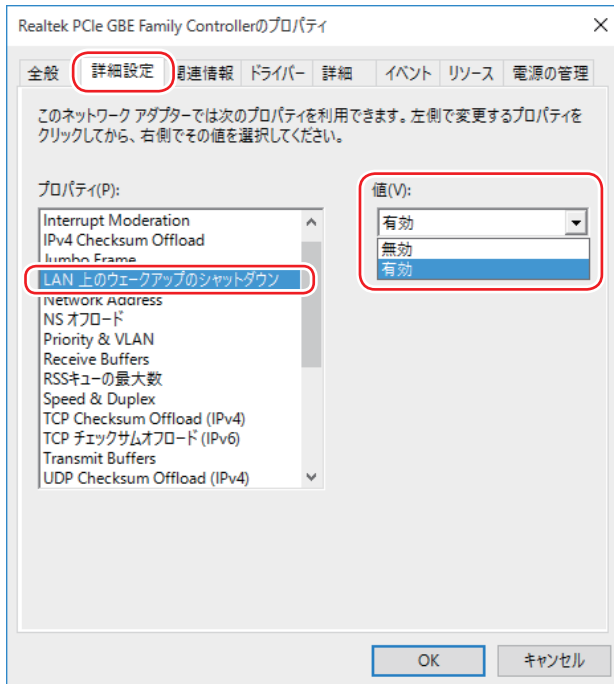 Realtek PCIe GBE Family Controllerのプロパティ
全般 詳細設定 関連情報 ドライバー 詳細 イベント リソース 電源の管理
このネットワーク アダプターでは次のプロパティを利用できます。左側で変更するプロパティを
クリックしてから、右側でその値を選択してください。
プロパティ(P):
Interrupt Moderation
IPv4 Checksum Offload
Jumbo Frame
LAN 上のウェークアップのシャットダウン
Network Address
NS オフロード
Priority & VLAN
Receive Buffers
RSSキューの最大数
Speed & Duplex
TCP Checksum Offload (IPv4)
TCP チェックサムオフロード (IPv6)
Transmit Buffers
UDP Checksum Offload (IPv4)
値(V):
有効
無効
有効
OK キャンセル